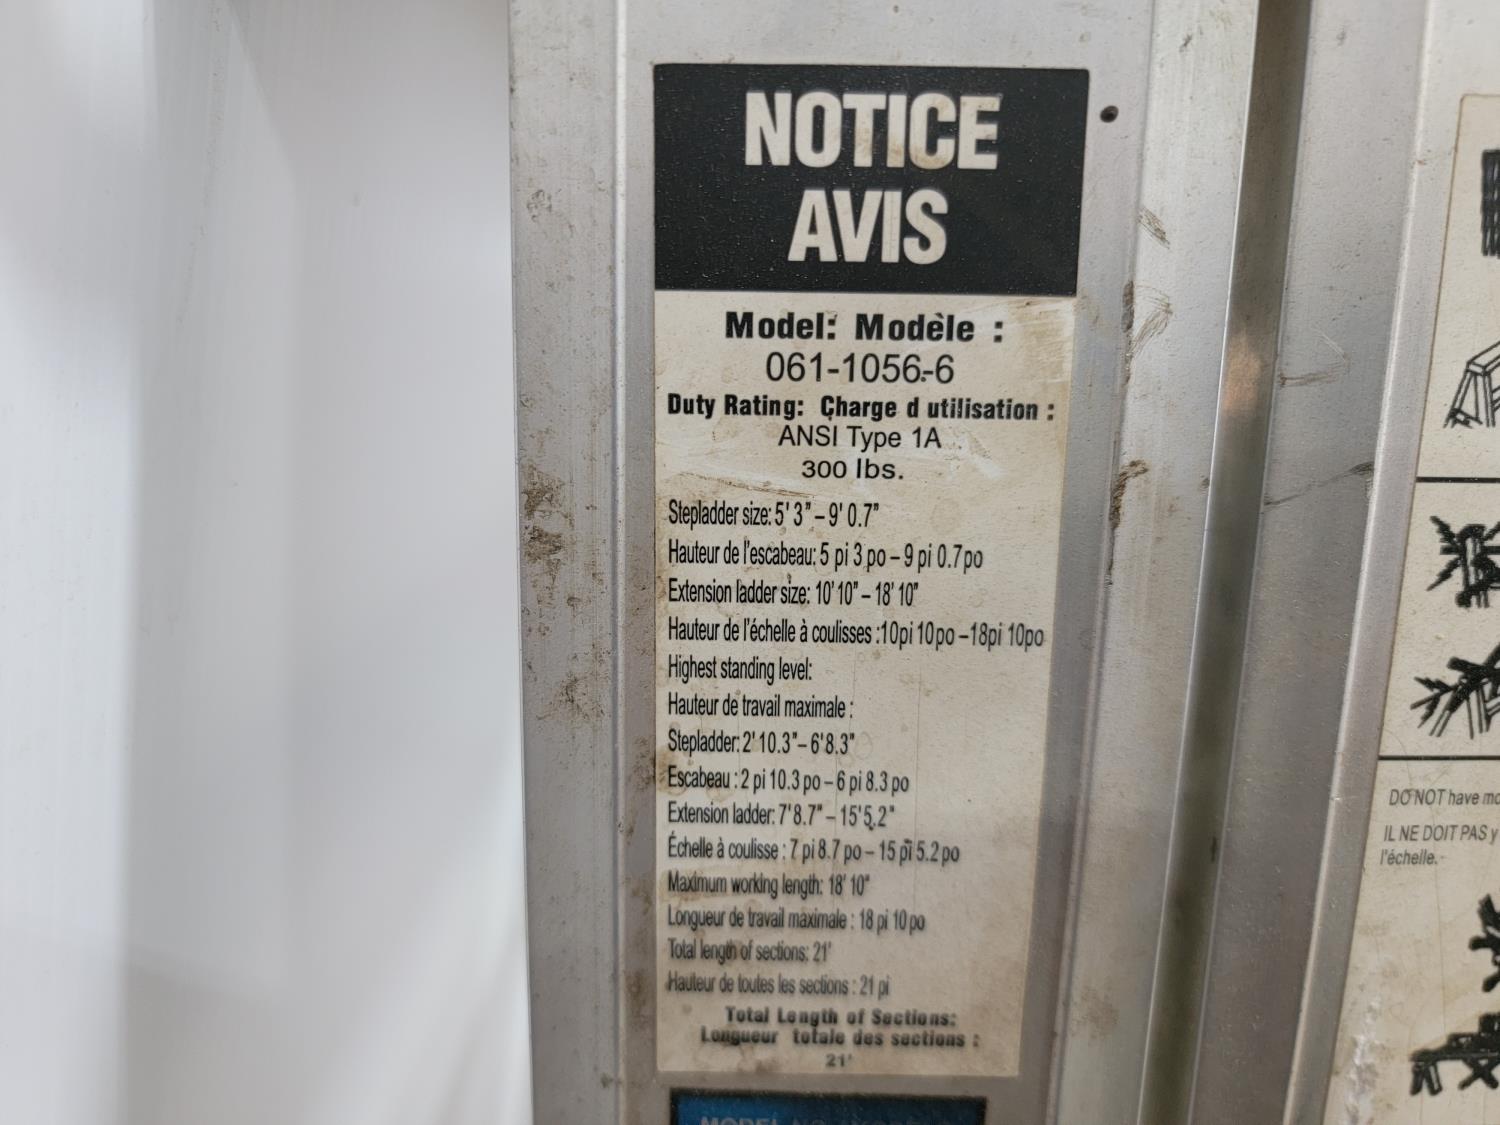 NOTICE
AVIS
Model: Modèle :
061-1056-6
Duty Rating: Charge d utilisation :
ANSI Type 1A
300 lbs.
Stepladder size: 5' 3" – 9' 0.7"
Hauteur de l'escabeau: 5 pi 3 po – 9 pi 0.7po
Extension ladder size: 10' 10" – 18' 10"
Hauteur de l'échelle à coulisses :10pi 10po –18pi 10po
Highest standing level:
Hauteur de travail maximale :
Stepladder: 2' 10.3"– 6'8.3"
Escabeau : 2 pi 10.3 po – 6 pi 8.3 po
Extension ladder: 7'8.7" – 15'5.2"
Échelle à coulisse : 7 pi 8.7 po – 15 pi 5.2 po
Maximum working length: 18' 10"
Longueur de travail maximale : 18 pi 10 po
Total length of sections: 21'
Hauteur de toutes les sections : 21 pi
Total Length of Sections:
Longueur totale des sections :
21'
MODEL
DO NOT have
IL NE DOIT PAS y
l'échelle.